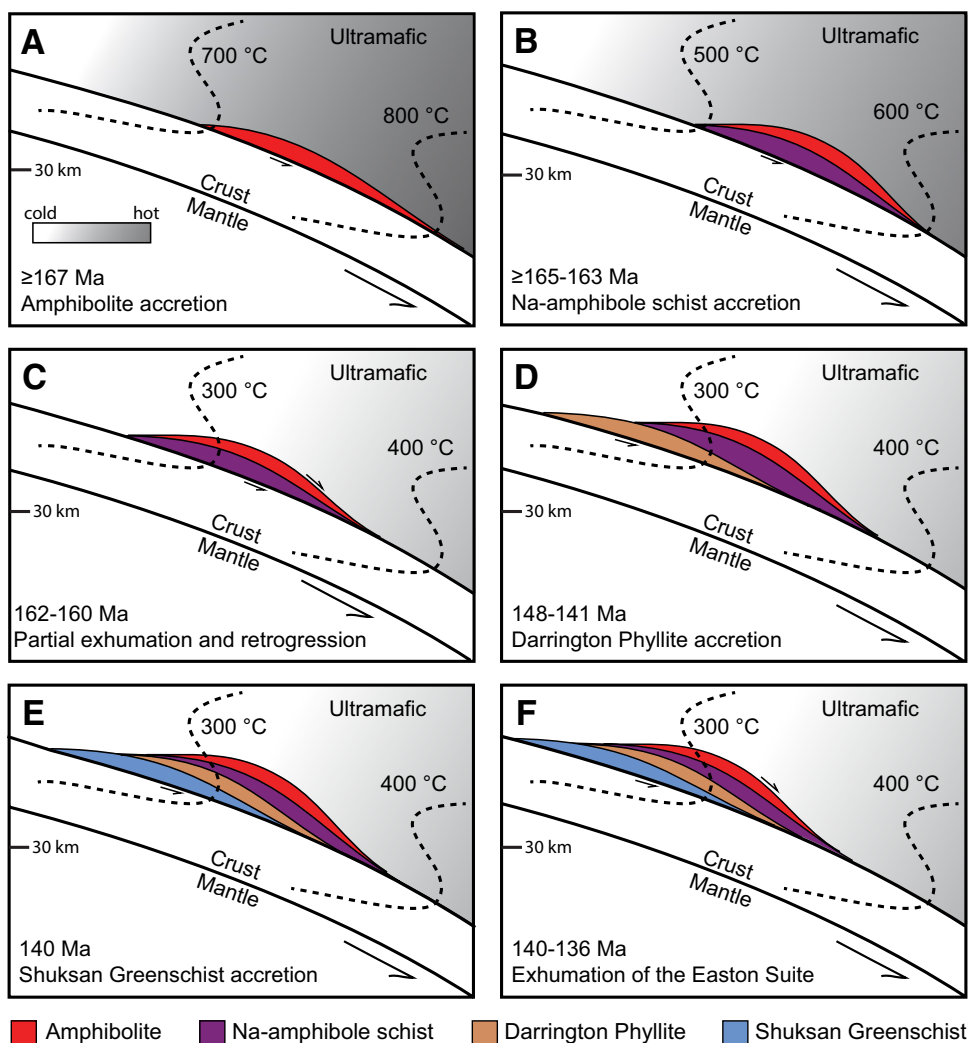 A
Ultramafic
700 °C
800 °C
30 km
Crust
Mantle
cold hot
≥167 Ma
Amphibolite accretion
B
Ultramafic
500 °C
600 °C
30 km
Crust
Mantle
≥165-163 Ma
Na-amphibole schist accretion
C
Ultramafic
300 °C
400 °C
30 km
Crust
Mantle
162-160 Ma
Partial exhumation and retrogression
D
Ultramafic
300 °C
400 °C
30 km
Crust
Mantle
148-141 Ma
Darrington Phyllite accretion
E
Ultramafic
300 °C
400 °C
30 km
Crust
Mantle
140 Ma
Shuksan Greenschist accretion
F
Ultramafic
300 °C
400 °C
30 km
Crust
Mantle
140-136 Ma
Exhumation of the Easton Suite
Amphibolite Na-amphibole schist Darrington Phyllite Shuksan Greenschist